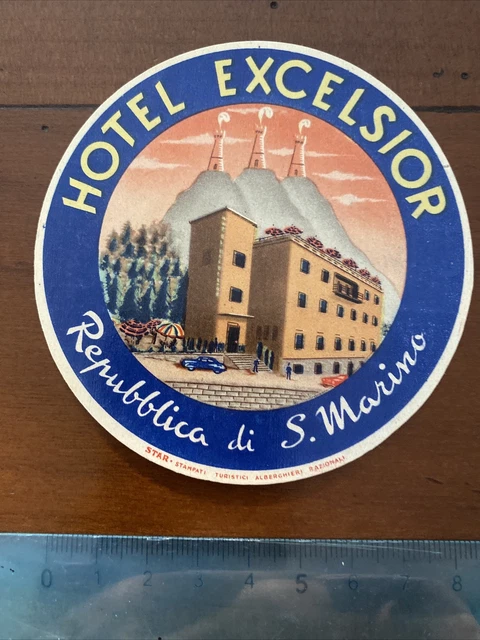 HOTEL EXCELSIOR
Repubblica di S. Marino
STAR • STAMPATI TURISTICI ALBERGHIERI RAZIONALI
0 1 2 3 4 5 6 7 8